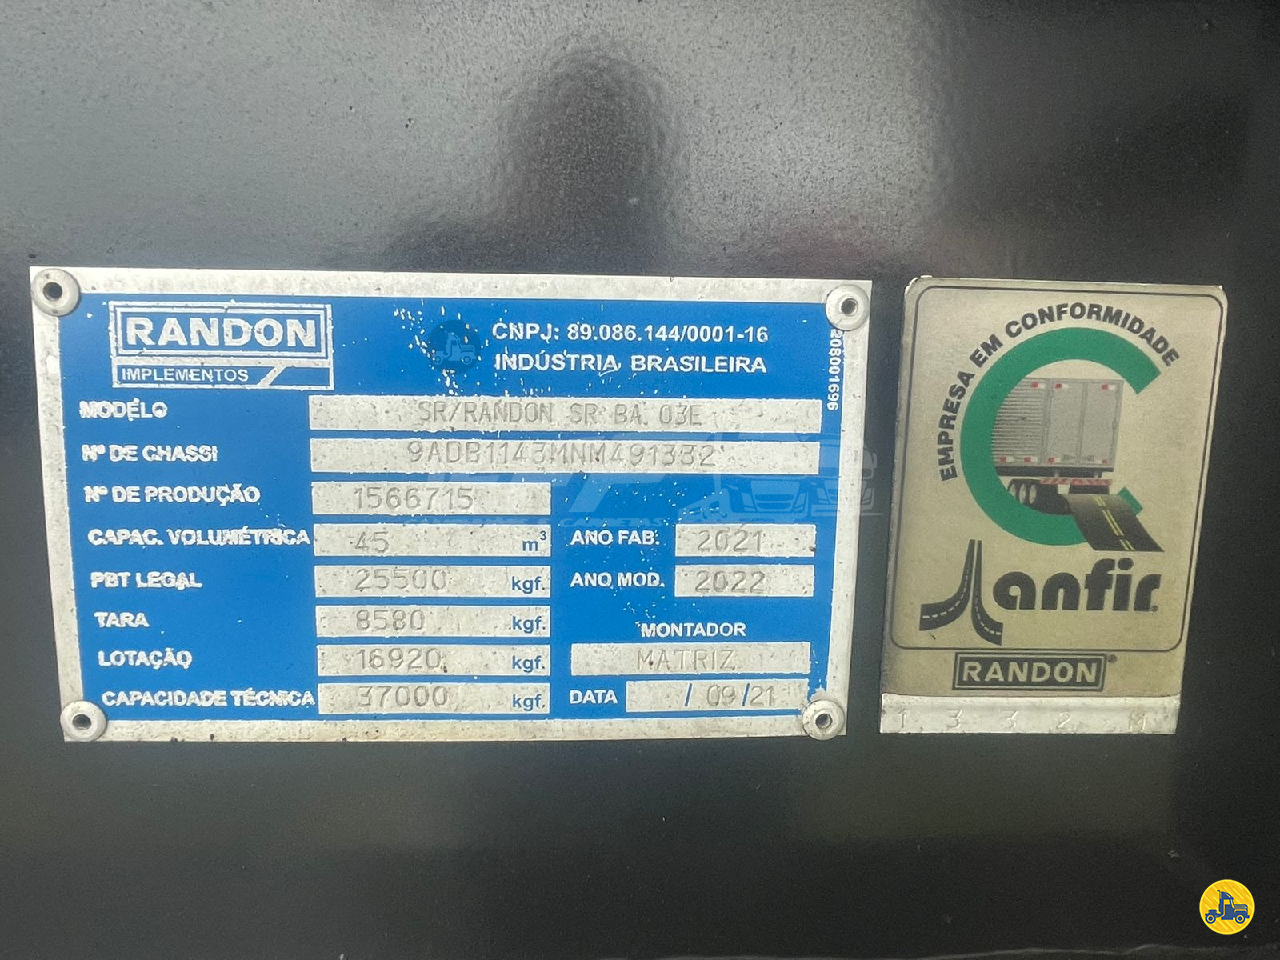 RANDON
IMPLEMENTOS
CNPJ: 89.086.144/0001-16
INDÚSTRIA BRASILEIRA
208001696
MODÉLO SR/RANDON SR BA 03E
Nº DE CHASSI 9ADB1143MNM491332
Nº DE PRODUÇÃO 1566715
CAPAC. VOLUMÉTRICA 45 m³ ANO FAB. 2021
PBT LEGAL 25500 kgf. ANO MOD. 2022
TARA 8580 kgf. MONTADOR
LOTAÇÃO 16920 kgf. MATRIZ
CAPACIDADE TÉCNICA 37000 kgf. DATA / 09/21
EMPRESA EM CONFORMIDADE
anfir
RANDON®
1 3 3 2 M